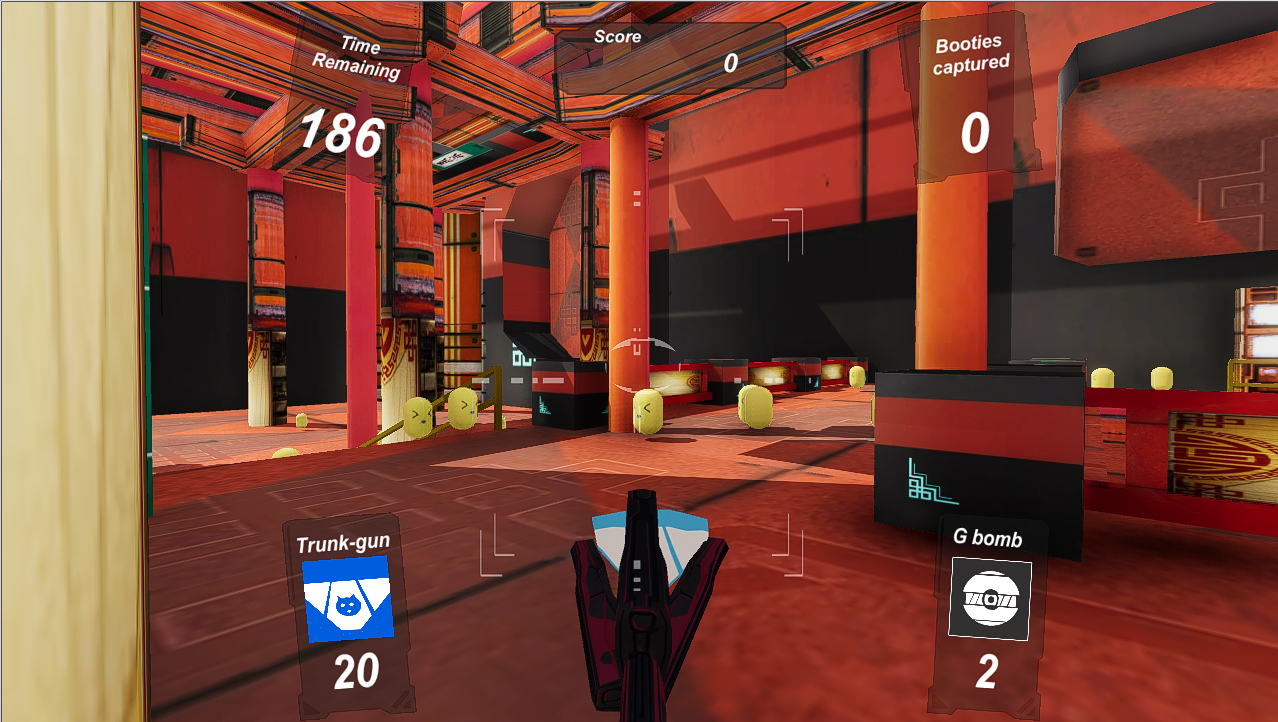 Time
Remaining
186
Score
0
Booties
captured
0
Trunk-gun
20
G bomb
2